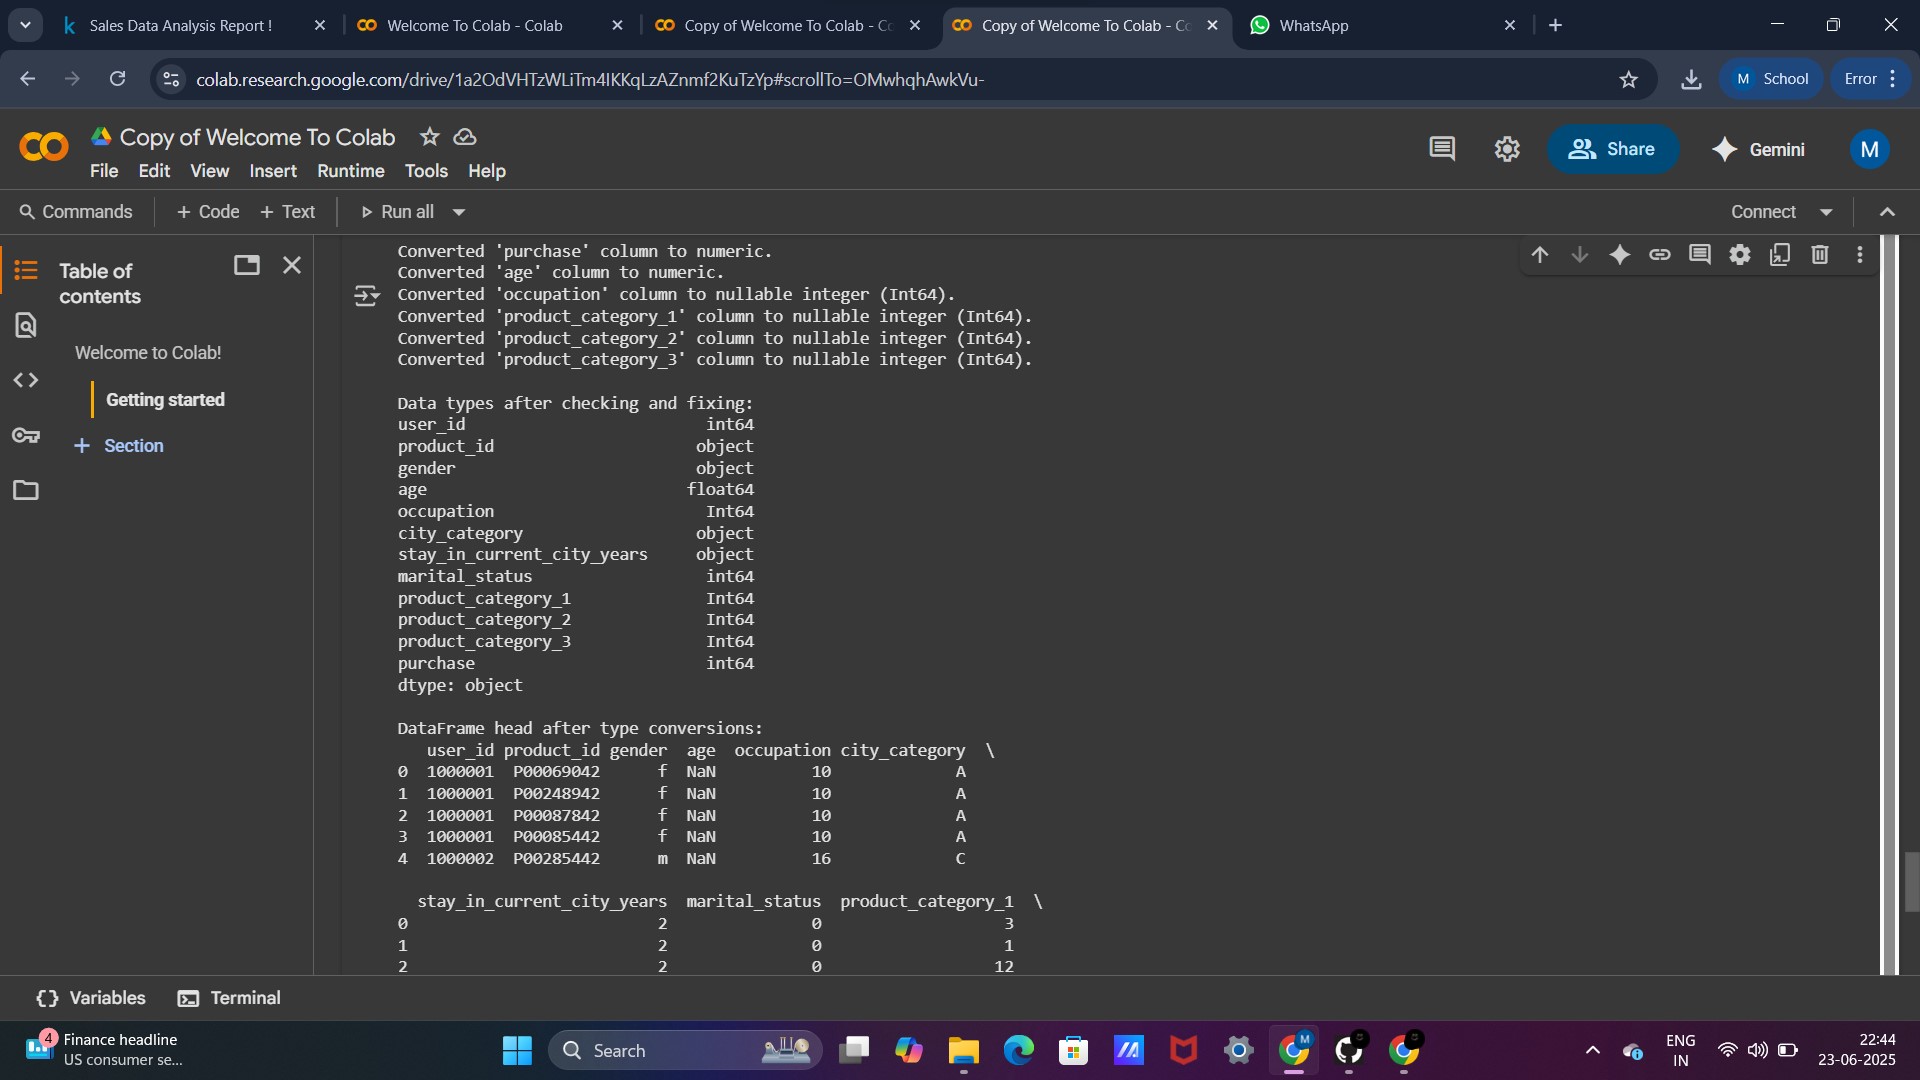 Sales Data Analysis Report !
Welcome To Colab - Colab
Copy of Welcome To Colab - Co
Copy of Welcome To Colab - Co
WhatsApp
colab.research.google.com/drive/1a2OdVHTzWLiTm4IKKqLzAZnmf2KuTzYp#scrollTo=OMwhqhAwkVu-
M School
Error
Copy of Welcome To Colab
File Edit View Insert Runtime Tools Help
Share
Gemini
M
Commands + Code + Text Run all
Connect
Table of
contents
Welcome to Colab!
Getting started
+ Section
Converted 'purchase' column to numeric.
Converted 'age' column to numeric.
Converted 'occupation' column to nullable integer (Int64).
Converted 'product_category_1' column to nullable integer (Int64).
Converted 'product_category_2' column to nullable integer (Int64).
Converted 'product_category_3' column to nullable integer (Int64).
Data types after checking and fixing:
user_id int64
product_id object
gender object
age float64
occupation Int64
city_category object
stay_in_current_city_years object
marital_status int64
product_category_1 Int64
product_category_2 Int64
product_category_3 Int64
purchase int64
dtype: object
DataFrame head after type conversions:
user_id product_id gender age occupation city_category \
0 1000001 P00069042 f NaN 10 A
1 1000001 P00248942 f NaN 10 A
2 1000001 P00087842 f NaN 10 A
3 1000001 P00085442 f NaN 10 A
4 1000002 P00285442 m NaN 16 C
stay_in_current_city_years marital_status product_category_1 \
0 2 0 3
1 2 0 1
2 2 0 12
{} Variables Terminal
4
Finance headline
US consumer se...
Search
M
ENG
IN
22:44
23-06-2025